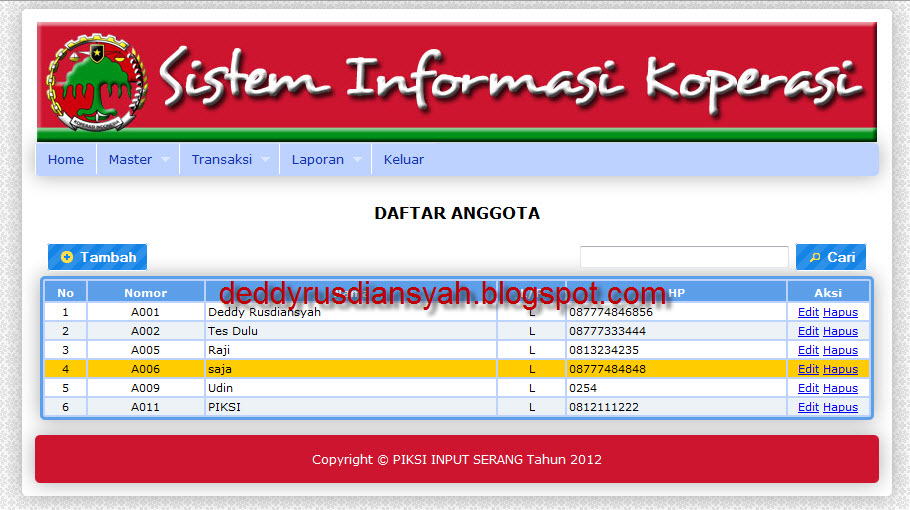 KOPERASI INDONESIA
Sistem Informasi Koperasi
Home Master Transaksi Laporan Keluar
DAFTAR ANGGOTA
Tambah Cari
deddyrusdiansyah.blogspot.com
No Nomor HP Aksi
1 A001 Deddy Rusdiansyah L 087774846856 Edit Hapus
2 A002 Tes Dulu L 08777333444 Edit Hapus
3 A005 Raji L 0813234235 Edit Hapus
4 A006 saja L 08777484848 Edit Hapus
5 A009 Udin L 0254 Edit Hapus
6 A011 PIKSI L 0812111222 Edit Hapus
Copyright © PIKSI INPUT SERANG Tahun 2012